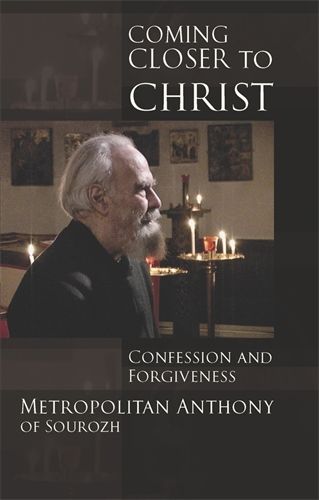 COMING
CLOSER TO
CHRIST
CONFESSION AND
FORGIVENESS
METROPOLITAN ANTHONY
OF SOUROZH